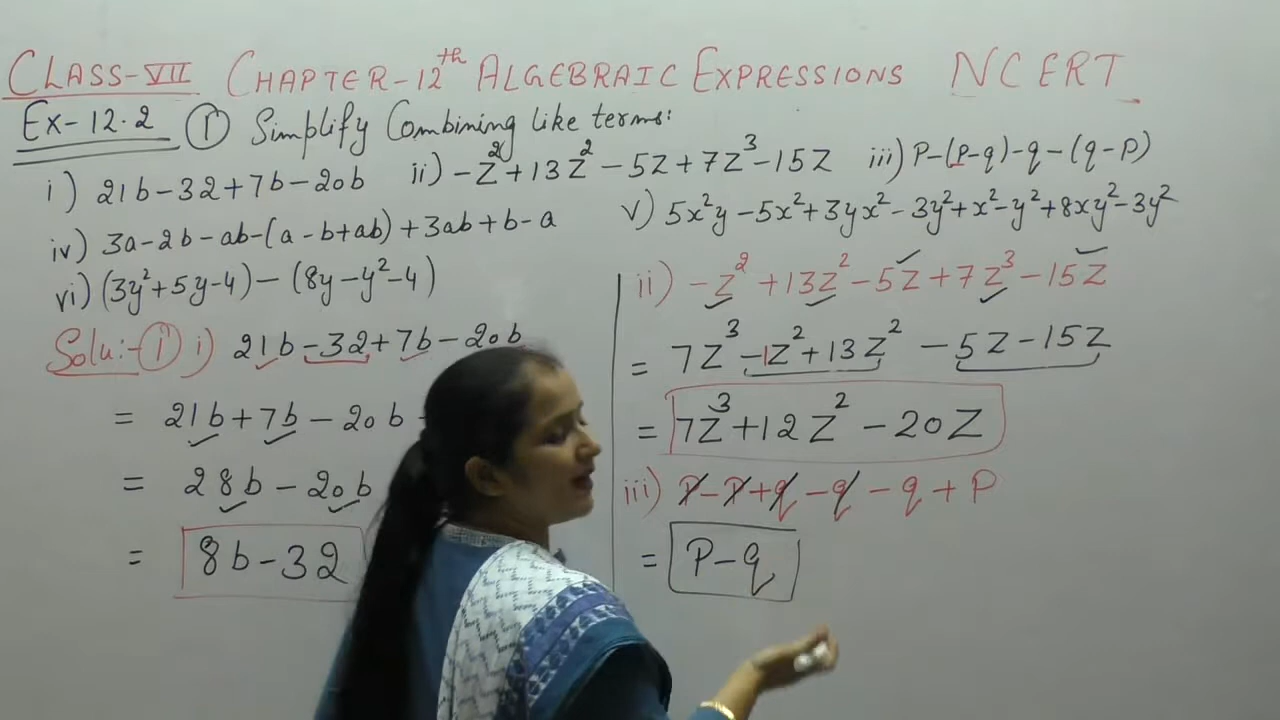 CLASS-VII CHAPTER-12th ALGEBRAIC EXPRESSIONS NCERT
Ex-12.2 ① Simplify Combining like terms:
i) 21b-32+7b-20b ii) -z²+13z²-5z+7z³-15z iii) P-(P-q)-q-(q-P)
iv) 3a-2b-ab-(a-b+ab)+3ab+b-a v) 5x²y-5x²+3yx²-3y²+x²-y²+8xy²-3y²
vi) (3y²+5y-4)-(8y-y²-4)
Solu:- ① i) 21b-32+7b-20b
= 21b+7b-20b
= 28b-20b
= 8b-32
ii) -z²+13z²-5z+7z³-15z
= 7z³-1z²+13z²-5z-15z
= 7z³+12z²-20z
iii) P-P+q-q-q+P
= P-q